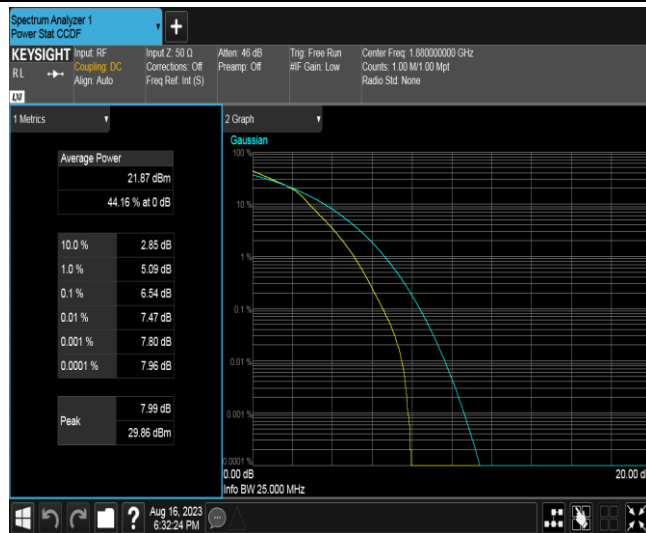 Spectrum Analyzer 1
Power Stat CCDF
KEYSIGHT
RL
LXI
Input: RF
Coupling: DC
Align: Auto
Input Z: 50 Ω
Corrections: Off
Freq Ref: Int (S)
Atten: 46 dB
Preamp: Off
Trig: Free Run
#IF Gain: Low
Center Freq: 1.880000000 GHz
Counts: 1.00 M/1.00 Mpt
Radio Std: None
1 Metrics
Average Power
21.87 dBm
44.16 % at 0 dB
10.0 % 2.85 dB
1.0 % 5.09 dB
0.1 % 6.54 dB
0.01 % 7.47 dB
0.001 % 7.80 dB
0.0001 % 7.96 dB
Peak
7.99 dB
29.86 dBm
2 Graph
Gaussian
100 %
10 %
1 %
0.1 %
0.01 %
0.001 %
0.0001 %
0.00 dB
20.00 d
Info BW 25.000 MHz
?
Aug 16, 2023
6:32:24 PM